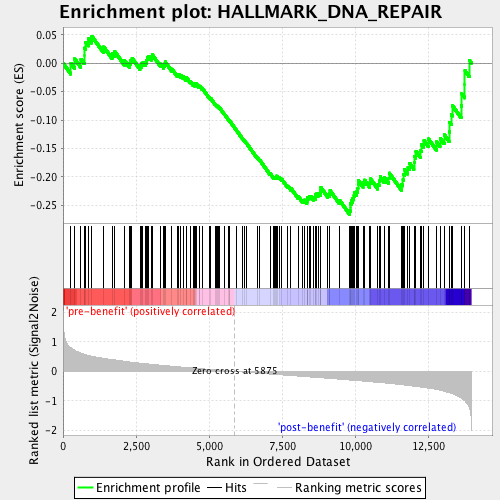 Enrichment plot: HALLMARK_DNA_REPAIR
Enrichment score (ES)
0.05
0.00
-0.05
-0.10
-0.15
-0.20
-0.25
Ranked list metric (Signal2Noise)
'pre-benefit' (positively correlated)
2
1
0
-1
-2
Zero cross at 5875
'post-benefit' (negatively correlated)
0
2,500
5,000
7,500
10,000
12,500
Rank in Ordered Dataset
Enrichment profile
Hits
Ranking metric scores